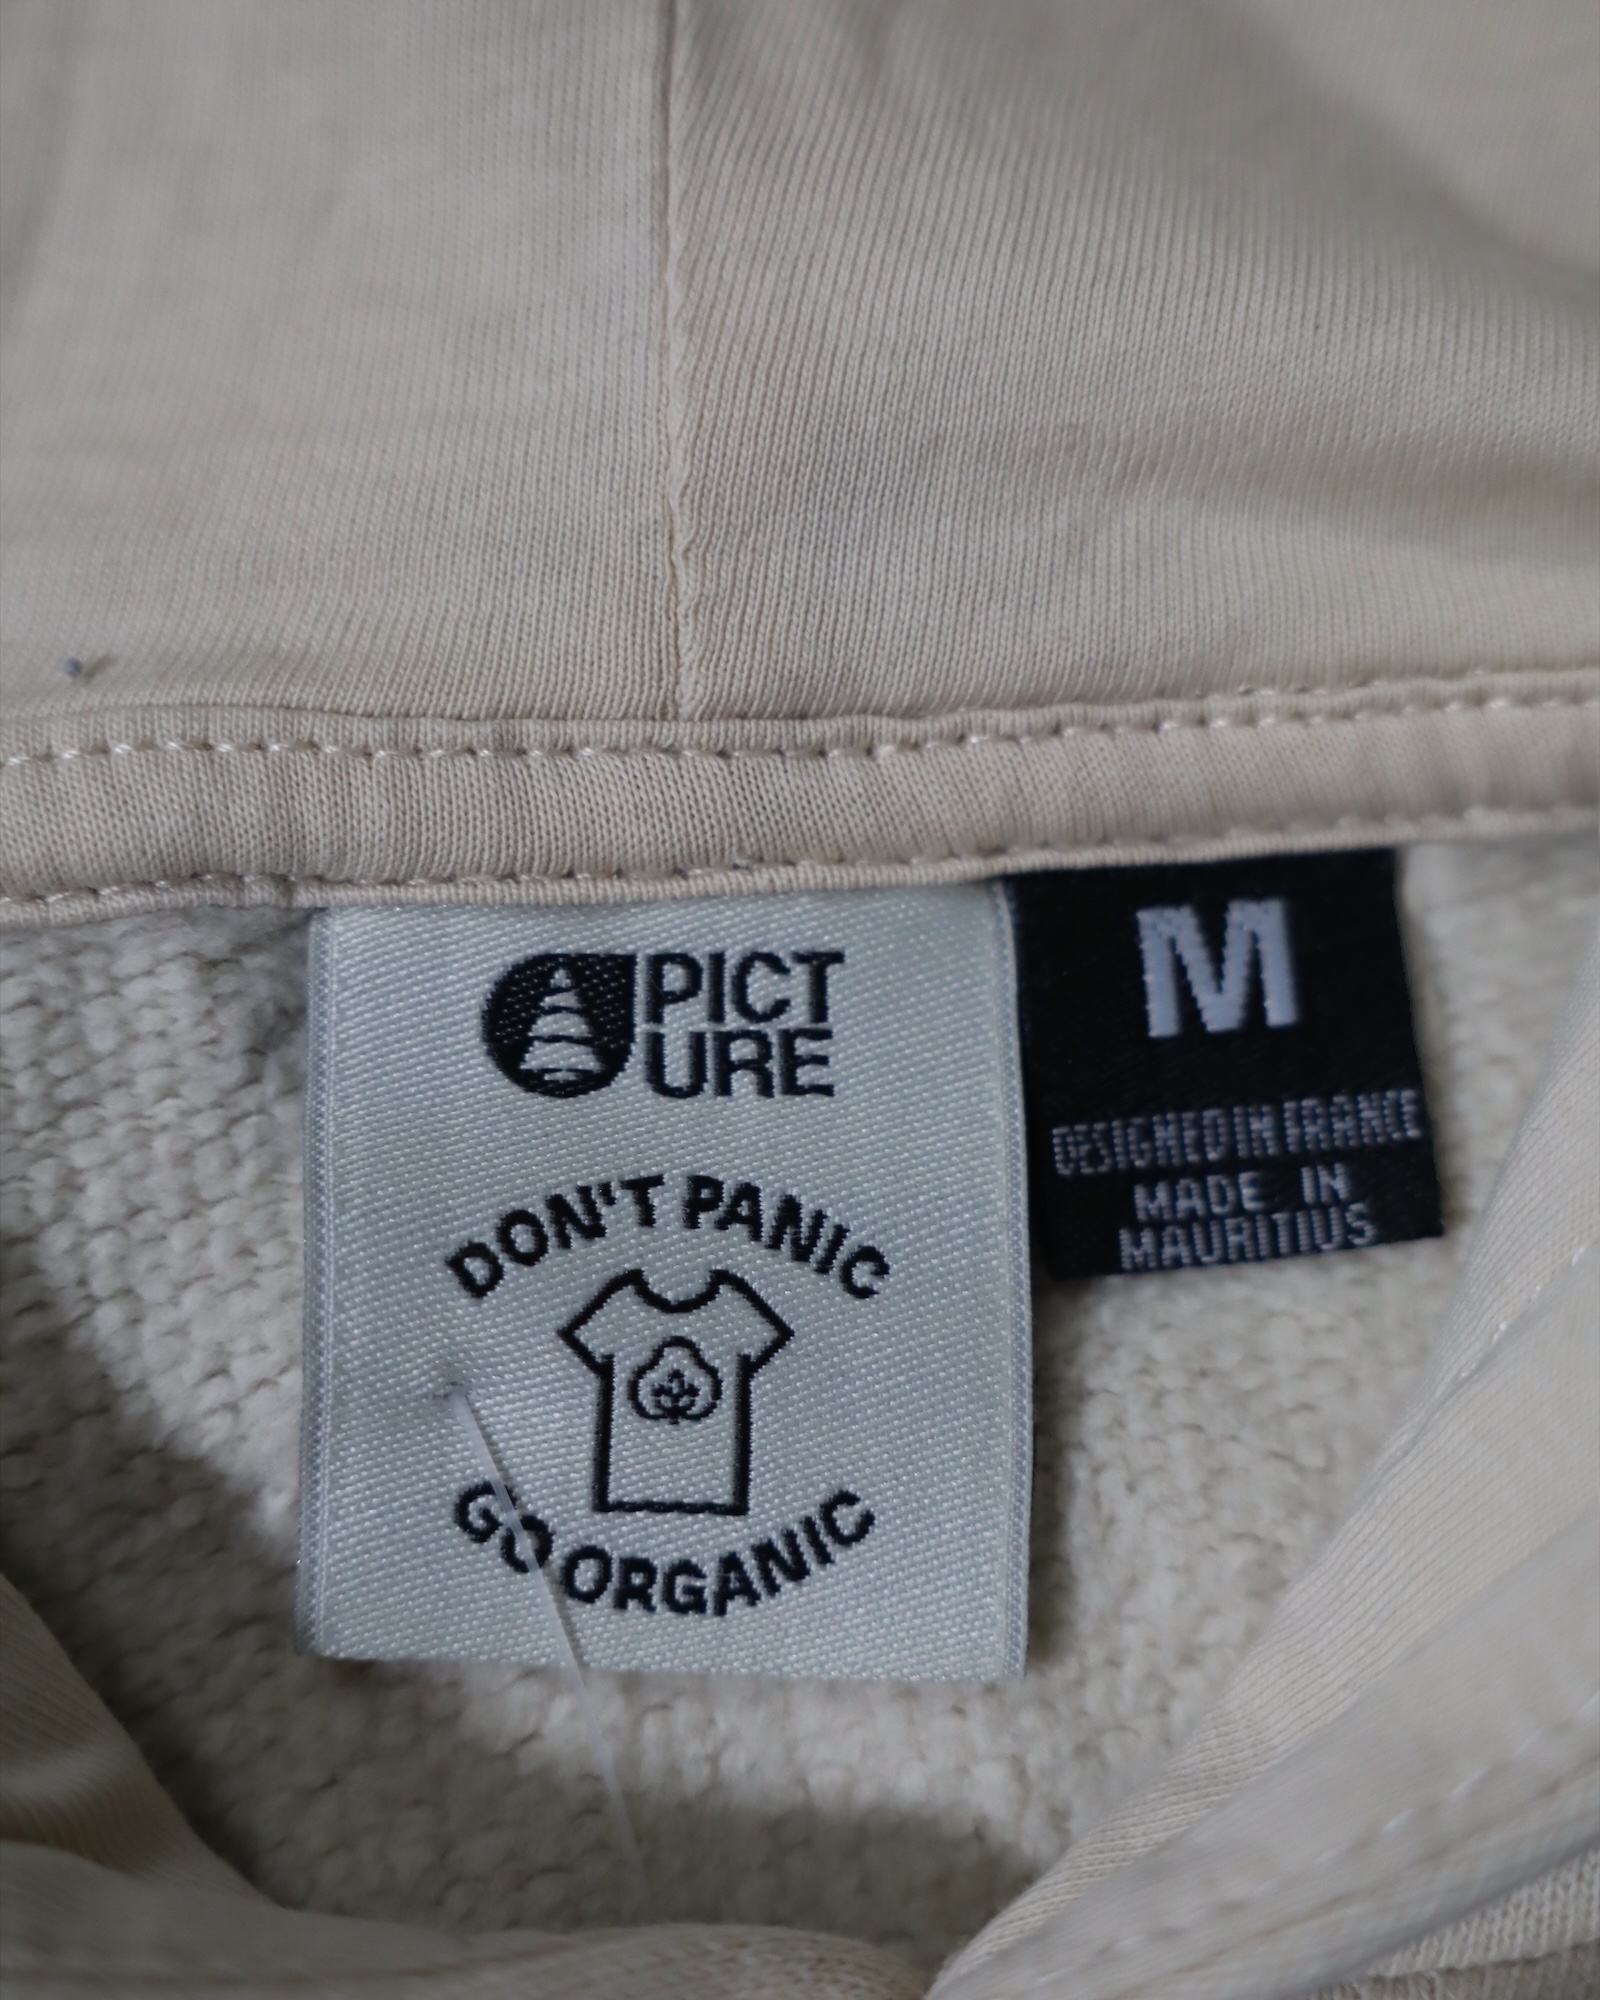 PICT
URE
DON'T PANIC
GO ORGANIC
M
DESIGNED IN FRANCE
MADE IN
MAURITIUS